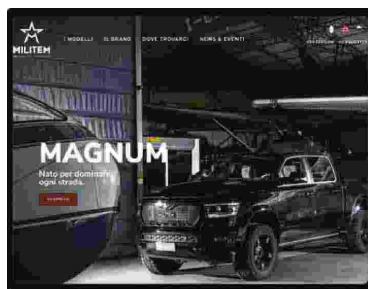 MILITEM
I MODELLI IL BRAND DOVE TROVARCI NEWS & EVENTI
MAGNUM
Nato per dominare
ogni strada.